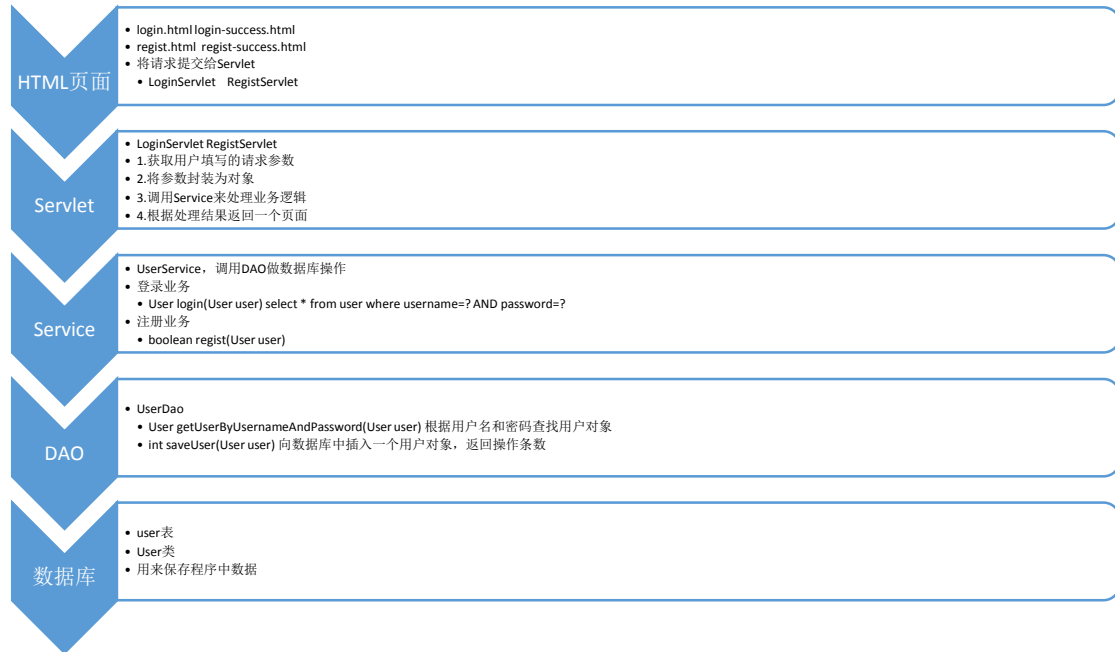 HTML页面
• login.html login-success.html
• regist.html regist-success.html
• 将请求提交给Servlet
• LoginServlet RegistServlet
Servlet
• LoginServlet RegistServlet
• 1.获取用户填写的请求参数
• 2.将参数封装为对象
• 3.调用Service来处理业务逻辑
• 4.根据处理结果返回一个页面
Service
• UserService，调用DAO做数据库操作
• 登录业务
• User login(User user) select * from user where username=? AND password=?
• 注册业务
• boolean regist(User user)
DAO
• UserDao
• User getUserByUsernameAndPassword(User user) 根据用户名和密码查找用户对象
• int saveUser(User user) 向数据库中插入一个用户对象，返回操作条数
数据库
• user表
• User类
• 用来保存程序中数据